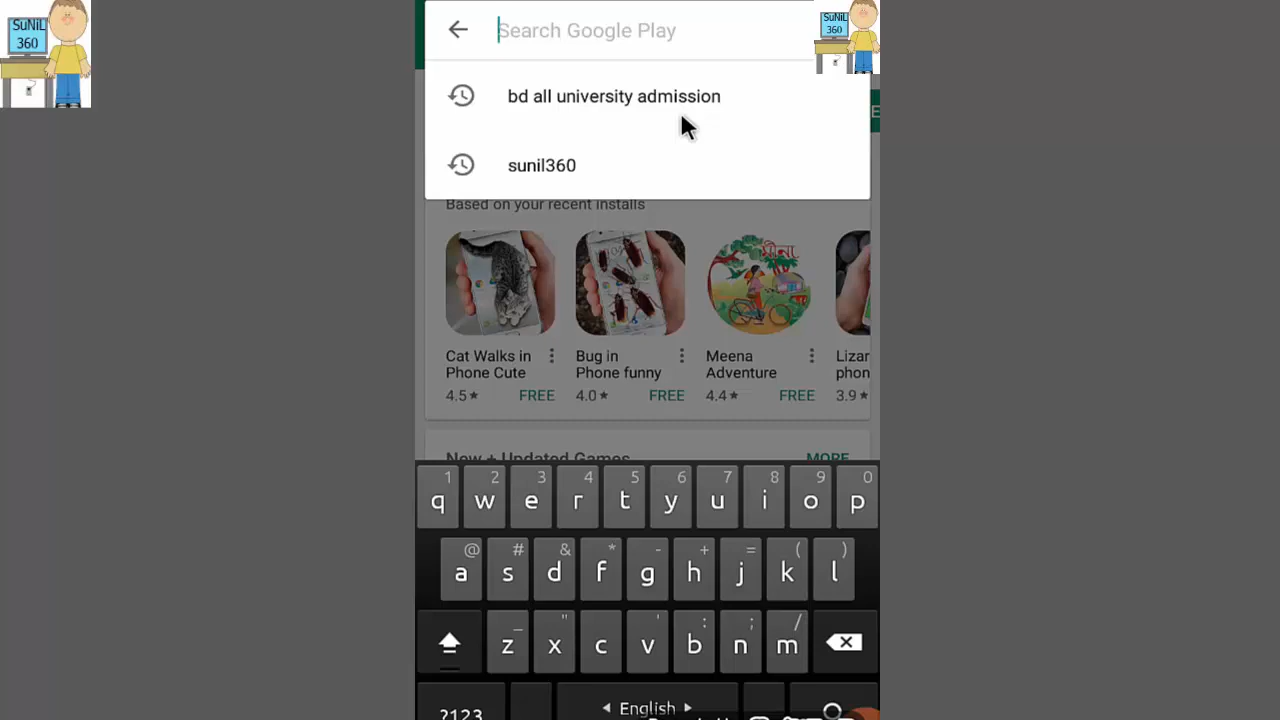 SuNiL
360
SuNiL
360
Search Google Play
bd all university admission
sunil360
Based on your recent installs
মীনা
Cat Walks in
Phone Cute
4.5★ FREE
Bug in
Phone funny
4.0★ FREE
Meena
Adventure
4.4★ FREE
Lizar
phon
3.9★
New + Updated Games
MORE
1 2 3 4 5 6 7 8 9 0
q w e r t y u i o p
@ # & * - + = ( )
a s d f g h j k l
_ " ' : ; /
z x c v b n m
?123
English